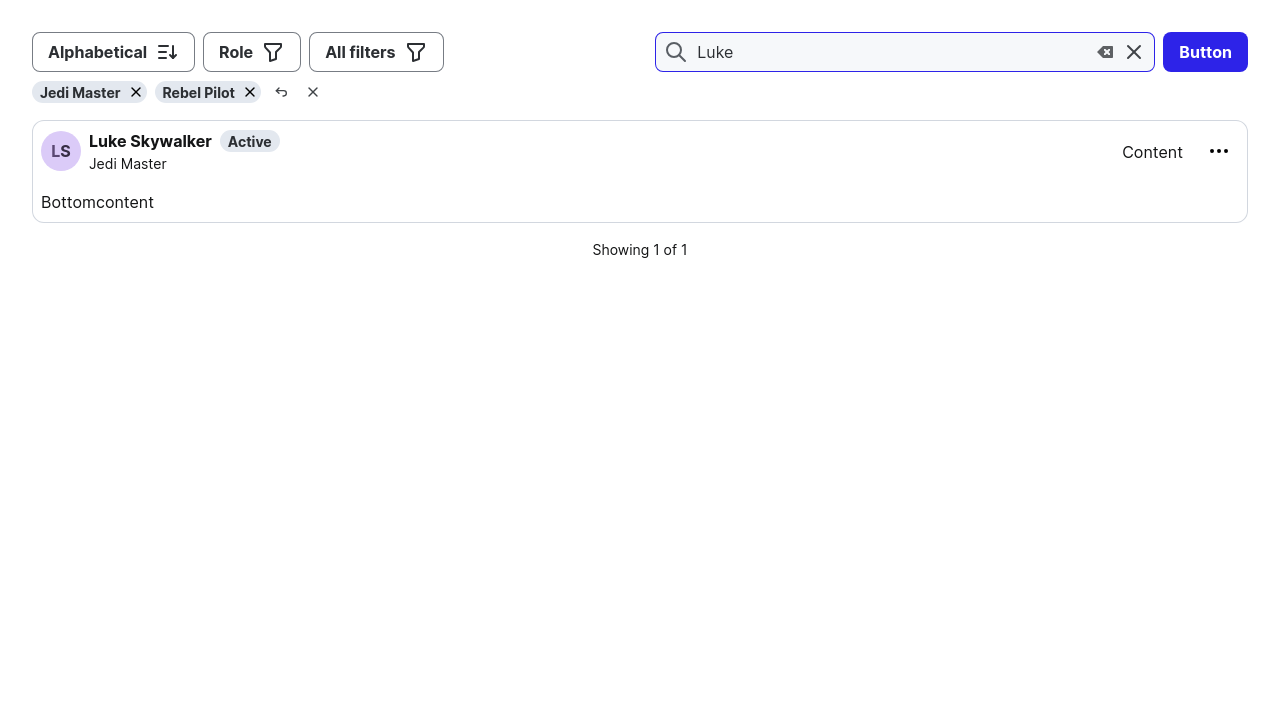 Alphabetical Role All filters Luke Button
Jedi Master Rebel Pilot
LS Luke Skywalker Active
Jedi Master
Content
Bottomcontent
Showing 1 of 1